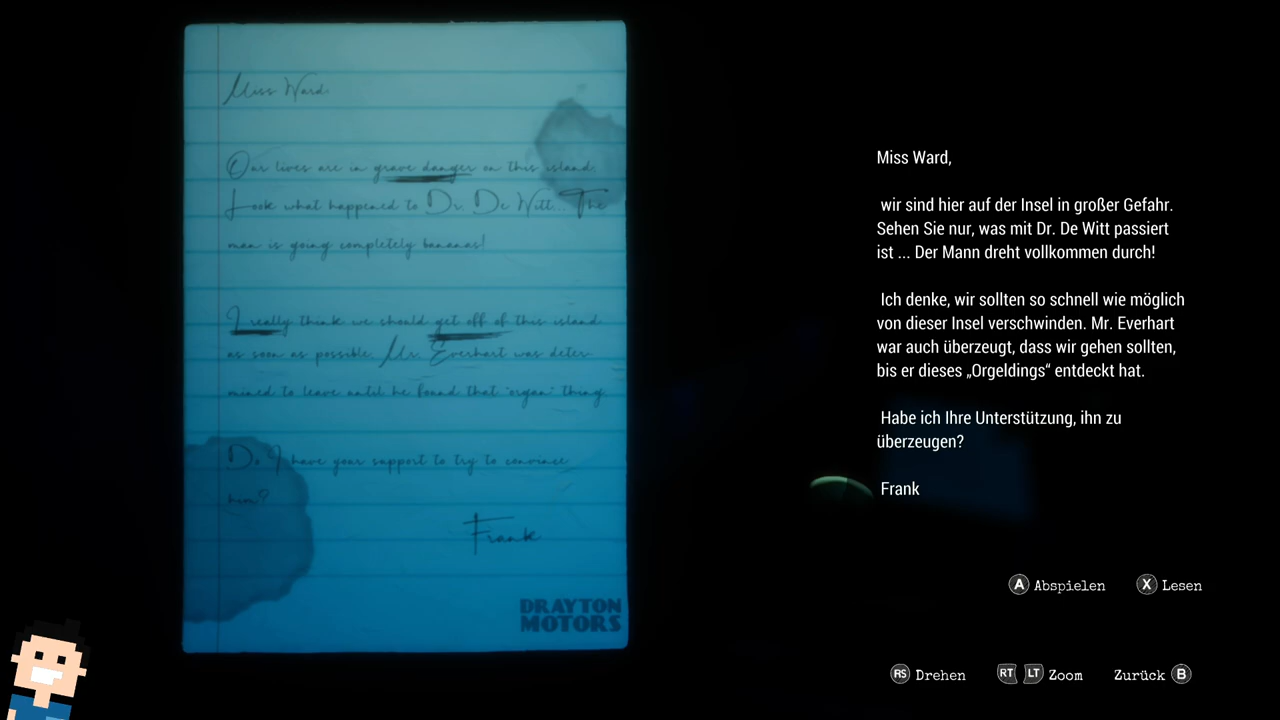 Miss Ward,
Our lives are in grave danger on this island.
Look what happened to Dr. De Witt... The
man is going completely bananas!
I really think we should get off of this island
as soon as possible. Mr. Everhart was deter-
mined to leave until he found that "organ" thing.
Do I have your support to try to convince
him?
Frank
DRAYTON
MOTORS
Miss Ward,
wir sind hier auf der Insel in großer Gefahr.
Sehen Sie nur, was mit Dr. De Witt passiert
ist ... Der Mann dreht vollkommen durch!
Ich denke, wir sollten so schnell wie möglich
von dieser Insel verschwinden. Mr. Everhart
war auch überzeugt, dass wir gehen sollten,
bis er dieses „Orgeldings“ entdeckt hat.
Habe ich Ihre Unterstützung, ihn zu
überzeugen?
Frank
A Abspielen X Lesen
RS Drehen RT LT Zoom Zurück B